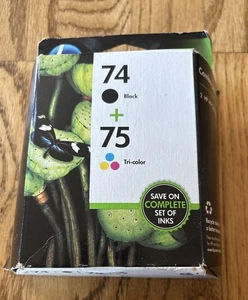 74
Black
+
75
Tri-color
SAVE ON
COMPLETE
SET OF
INKS